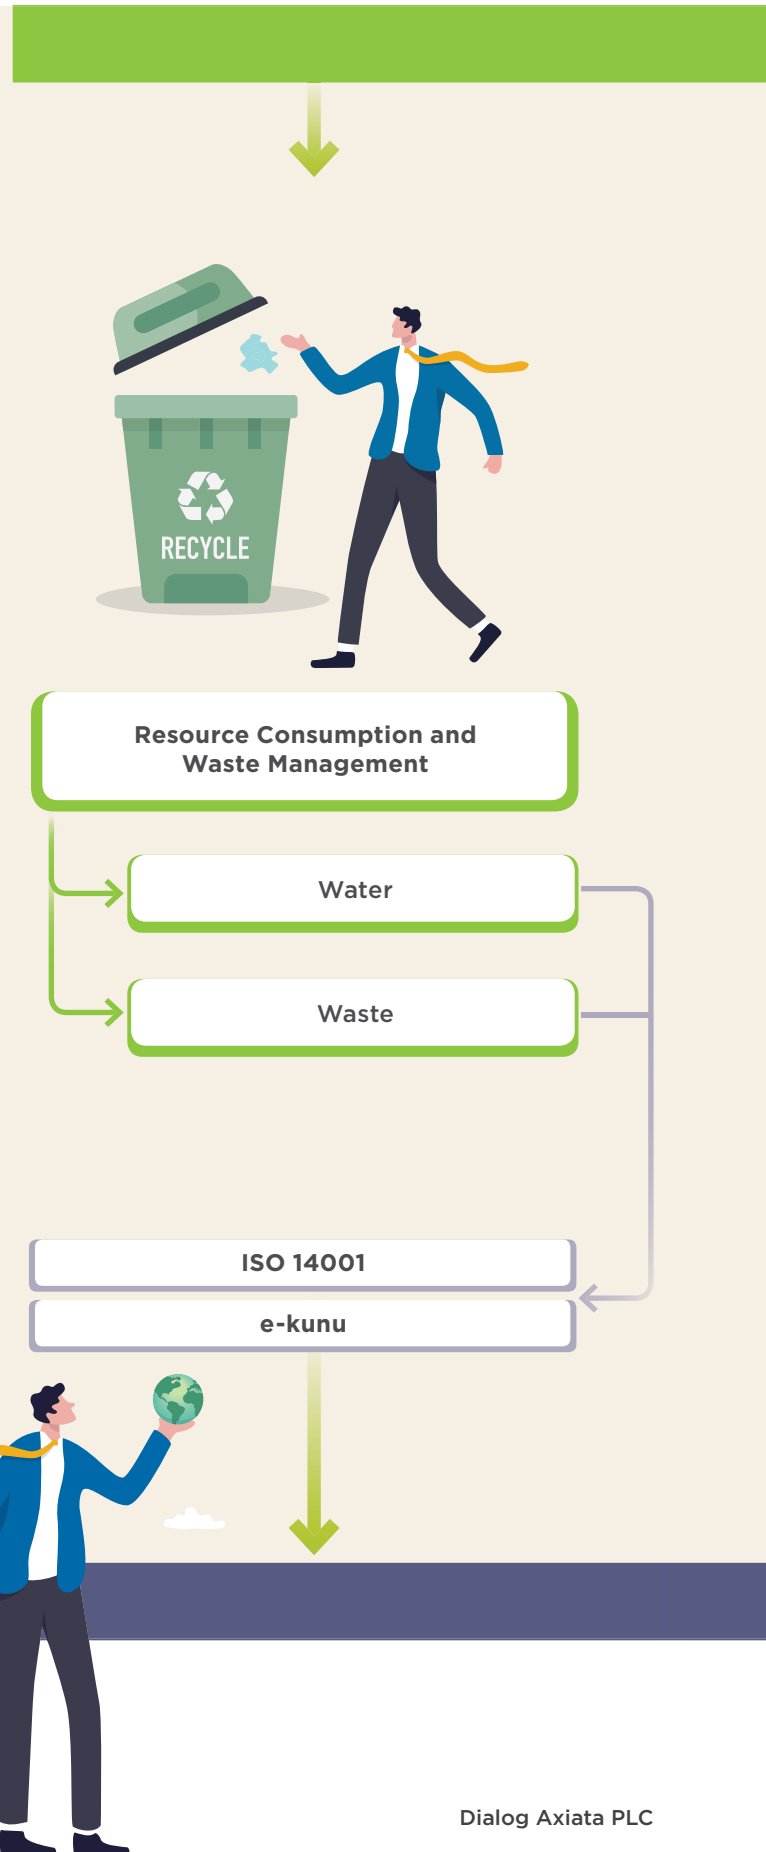 RECYCLE
Resource Consumption and
Waste Management
Water
Waste
ISO 14001
e-kunu
Dialog Axiata PLC